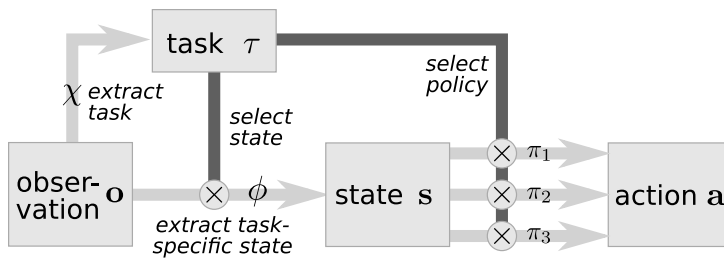 task τ
select
policy
χ extract
task
select
state
obser-
vation o
× ϕ
extract task-
specific state
state s
× π₁
× π₂
× π₃
action a